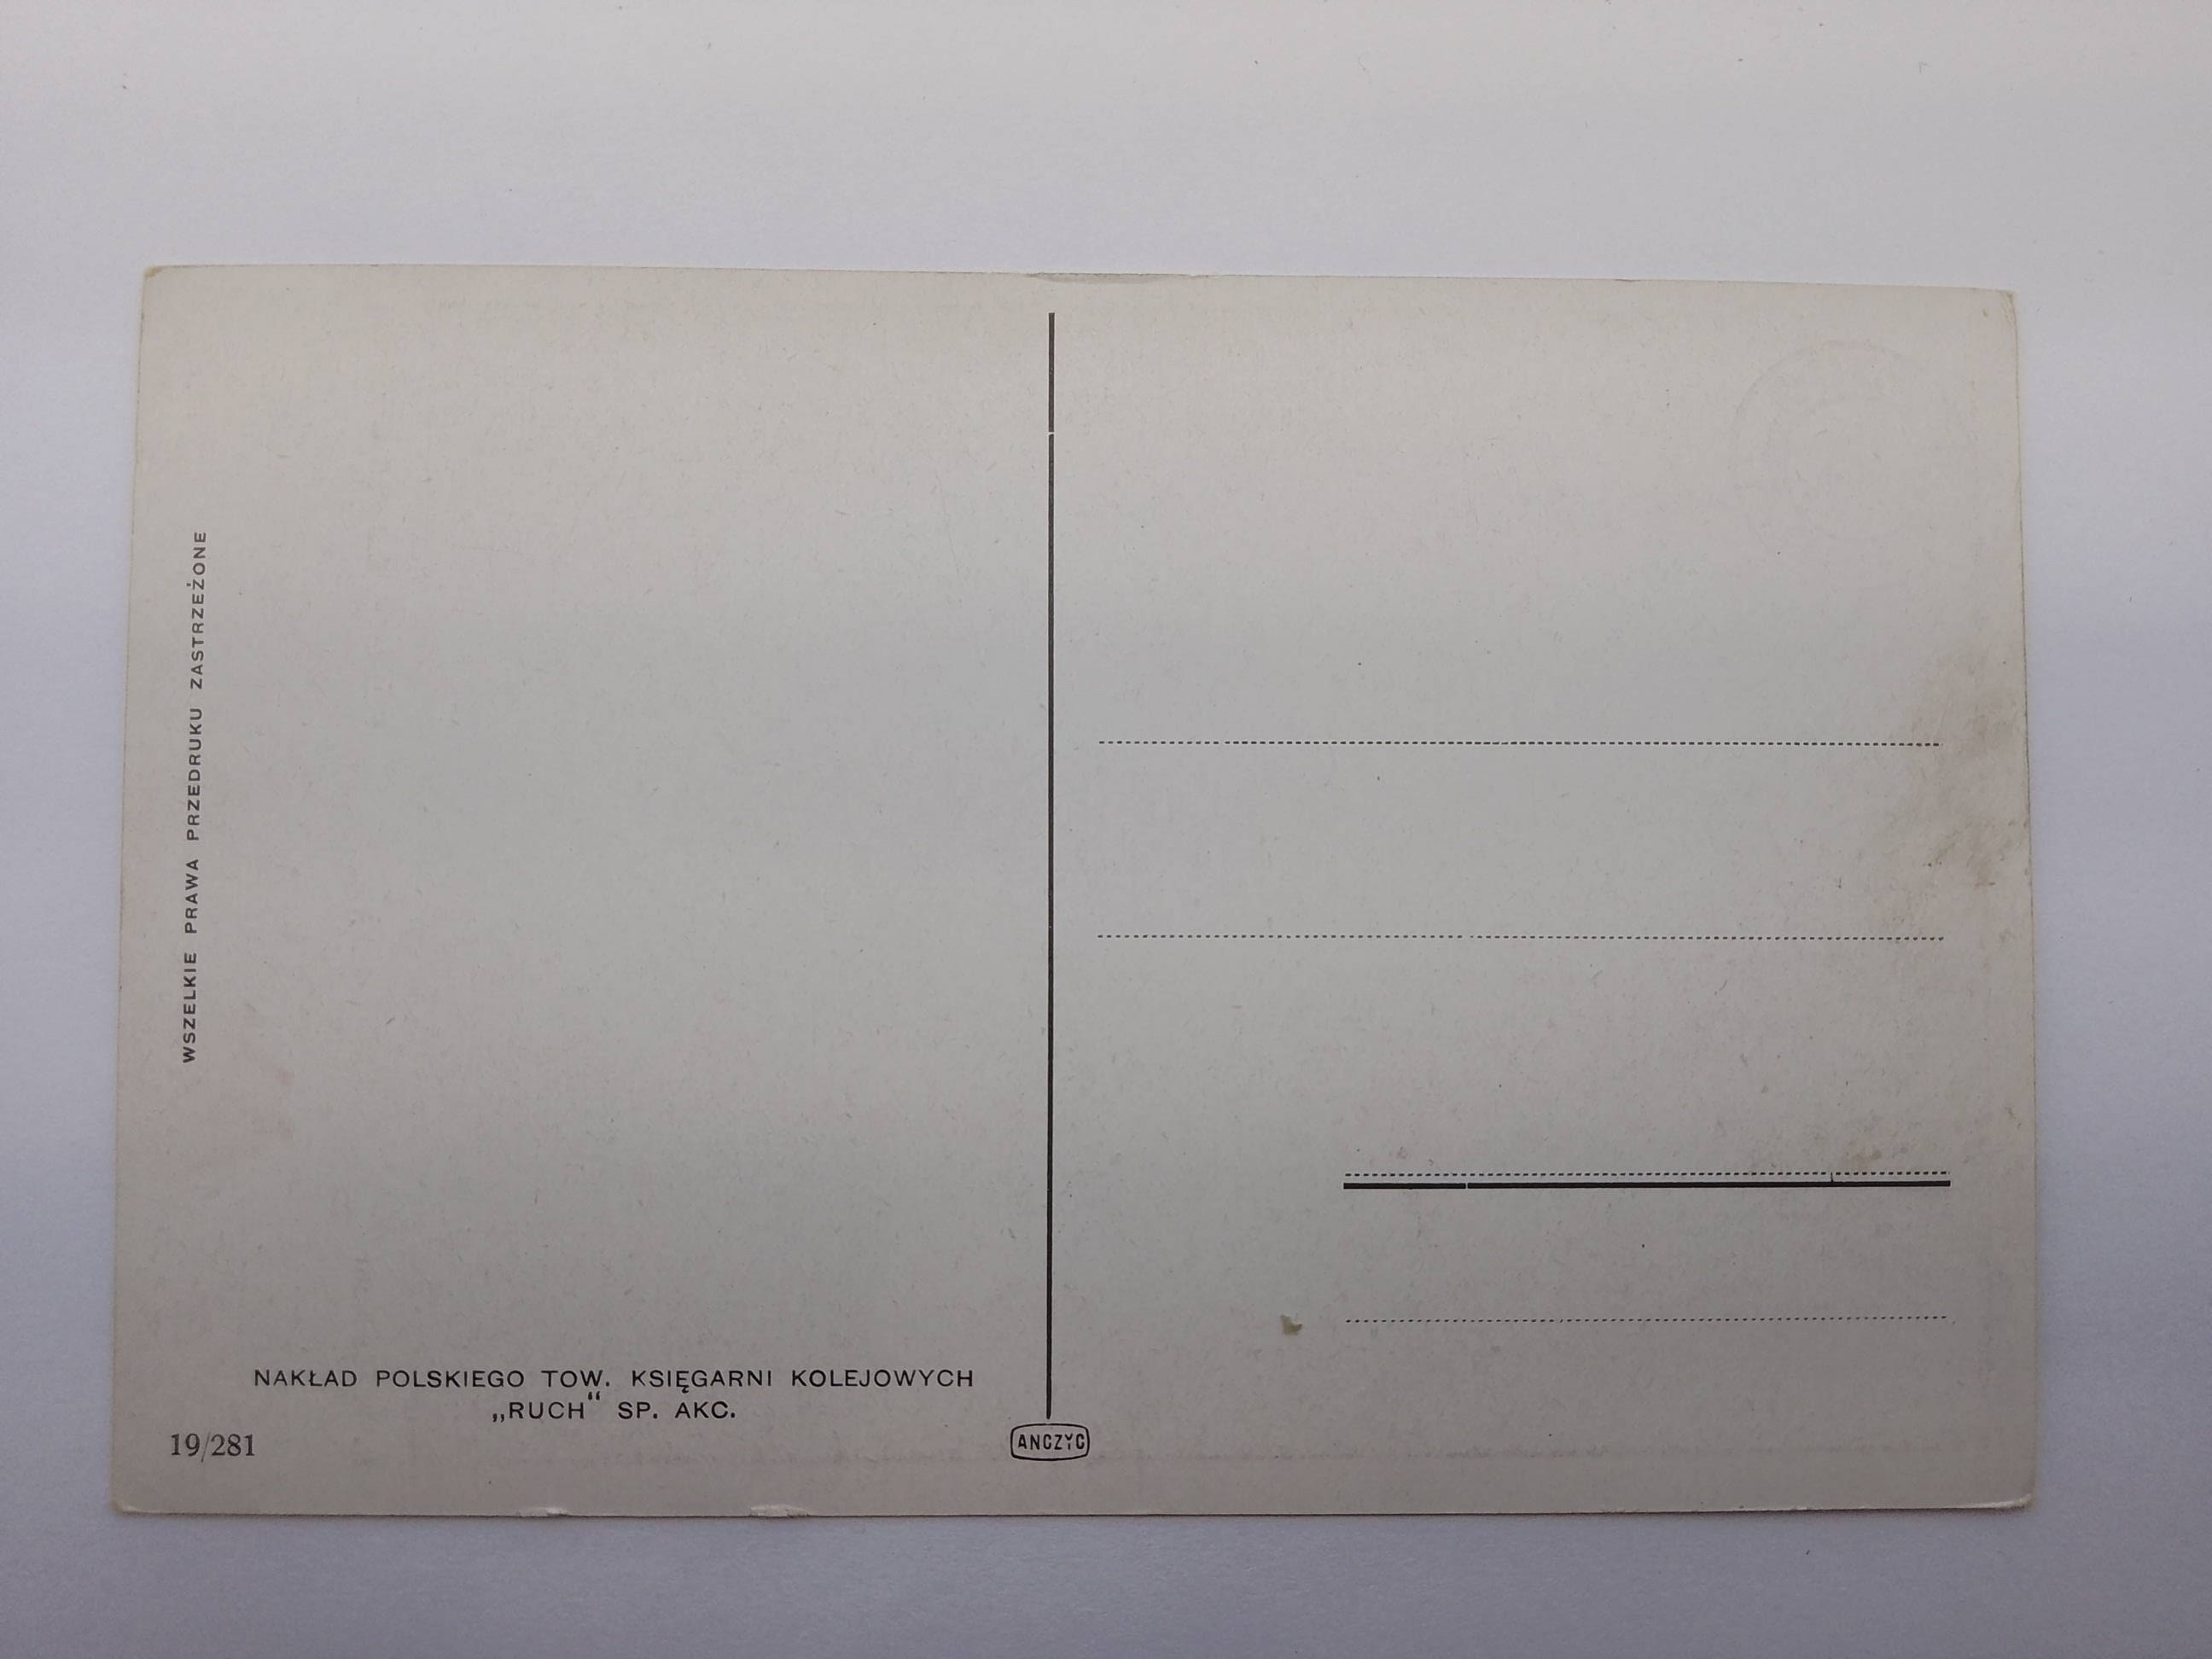 WSZELKIE PRAWA PRZEDRUKU ZASTRZEŻONE
NAKŁAD POLSKIEGO TOW. KSIĘGARNI KOLEJOWYCH
„RUCH“ SP. AKC.
19/281
ANCZYC